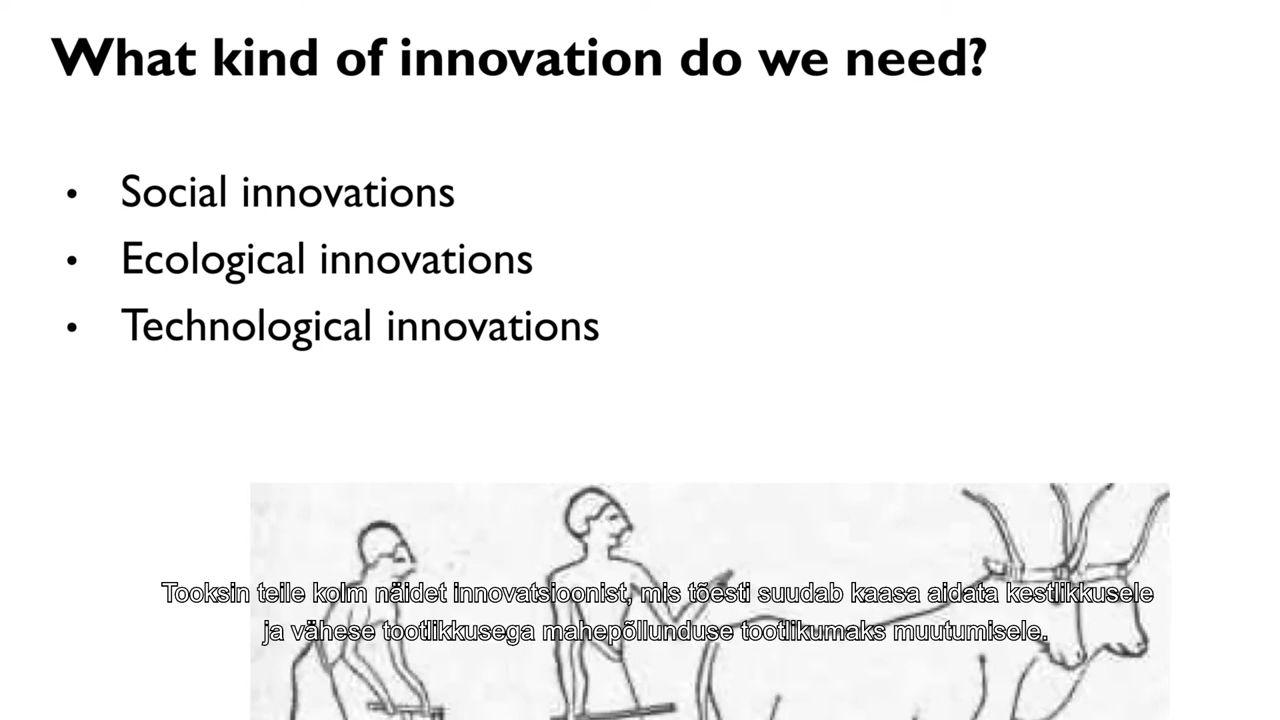 What kind of innovation do we need?
• Social innovations
• Ecological innovations
• Technological innovations
Tooksin teile kolm näidet innovatsioonist, mis tõesti suudab kaasa aidata kestlikkusele
ja vähese tootlikkusega mahepõllunduse tootlikumaks muutumisele.